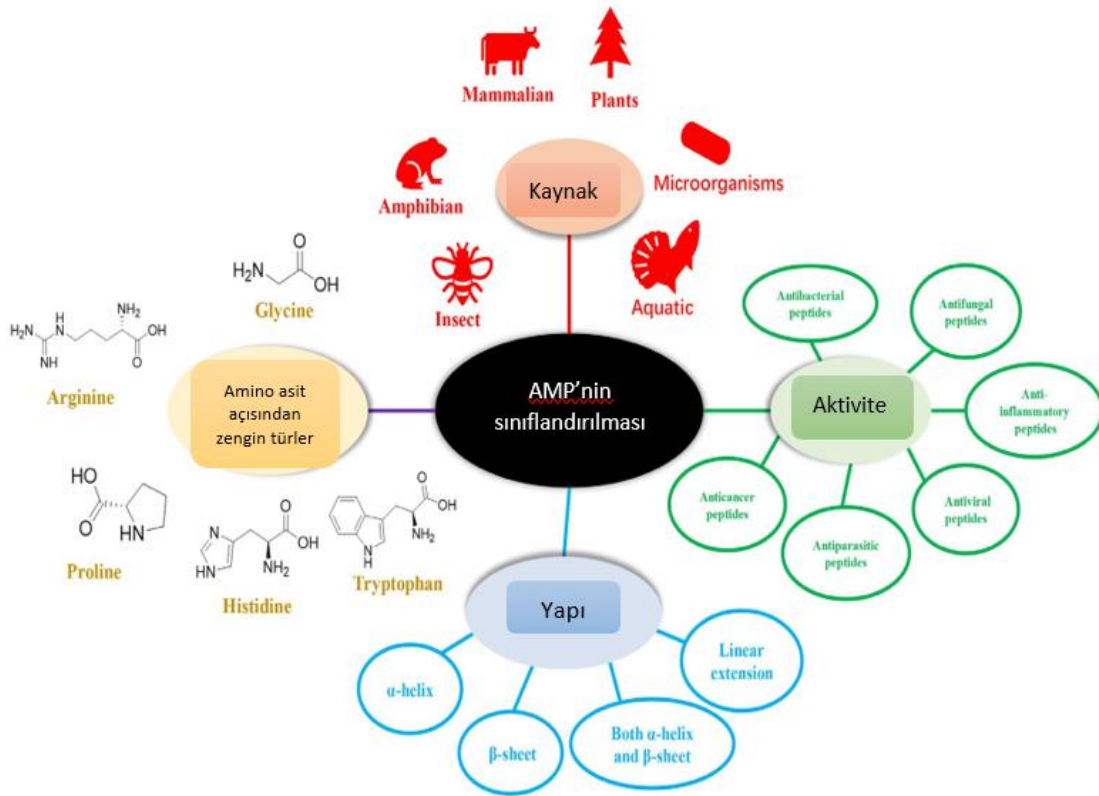 Mammalian
Plants
Amphibian
Kaynak
Microorganisms
Insect
Aquatic
O
H₂N
OH
Glycine
NH₂
H
H₂N
N
OH
NH
O
Arginine
Amino asit
açısından
zengin türler
AMP'nin
sınıflandırılması
Aktivite
Antibacterial
peptides
Antifungal
peptides
Anti-
inflammatory
peptides
Antiviral
peptides
Antiparasitic
peptides
Anticancer
peptides
HO
O
HN
Proline
N
O
OH
HN
NH₂
Histidine
O
OH
NH₂
N
H
Tryptophan
Yapı
α-helix
β-sheet
Both α-helix
and β-sheet
Linear
extension